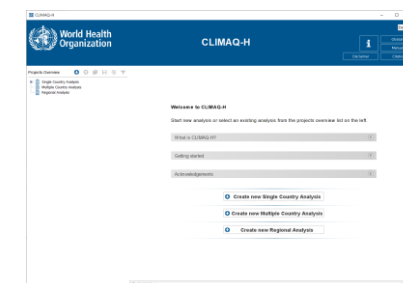 CLIMAQ-H
World Health
Organization
CLIMAQ-H
Projects Overview
Single Country Analysis
Multiple Country Analysis
Regional Analysis
Welcome to CLIMAQ-H
Start new analysis or select an existing analysis from the projects overview list on the left.
What is CLIMAQ-H?
Getting started
Acknowledgements
Create new Single Country Analysis
Create new Multiple Country Analysis
Create new Regional Analysis